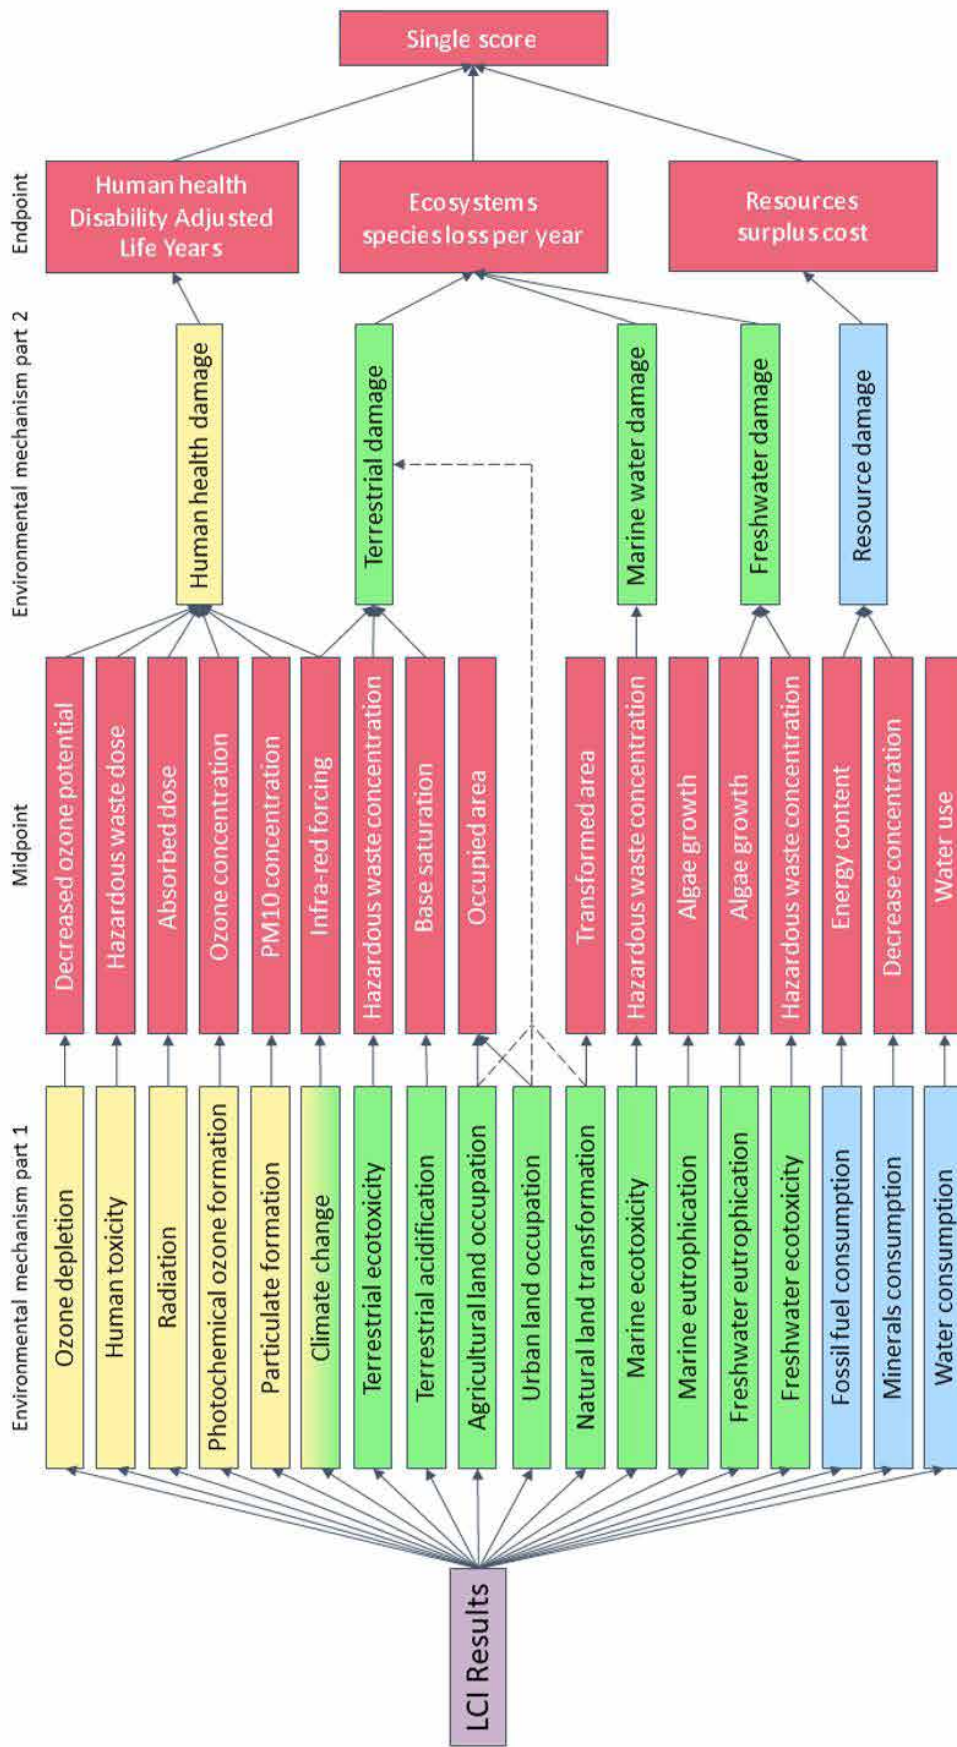 Environmental mechanism part 1
Midpoint
Environmental mechanism part 2
Endpoint
LCI Results
Ozone depletion
Human toxicity
Radiation
Photochemical ozone formation
Particulate formation
Climate change
Terrestrial ecotoxicity
Terrestrial acidification
Agricultural land occupation
Urban land occupation
Natural land transformation
Marine ecotoxicity
Marine eutrophication
Freshwater eutrophication
Freshwater ecotoxicity
Fossil fuel consumption
Minerals consumption
Water consumption
Decreased ozone potential
Hazardous waste dose
Absorbed dose
Ozone concentration
PM10 concentration
Infra-red forcing
Hazardous waste concentration
Base saturation
Occupied area
Transformed area
Hazardous waste concentration
Algae growth
Algae growth
Hazardous waste concentration
Energy content
Decrease concentration
Water use
Human health damage
Terrestrial damage
Marine water damage
Freshwater damage
Resource damage
Human health
Disability Adjusted
Life Years
Ecosystems
species loss per year
Resources
surplus cost
Single score